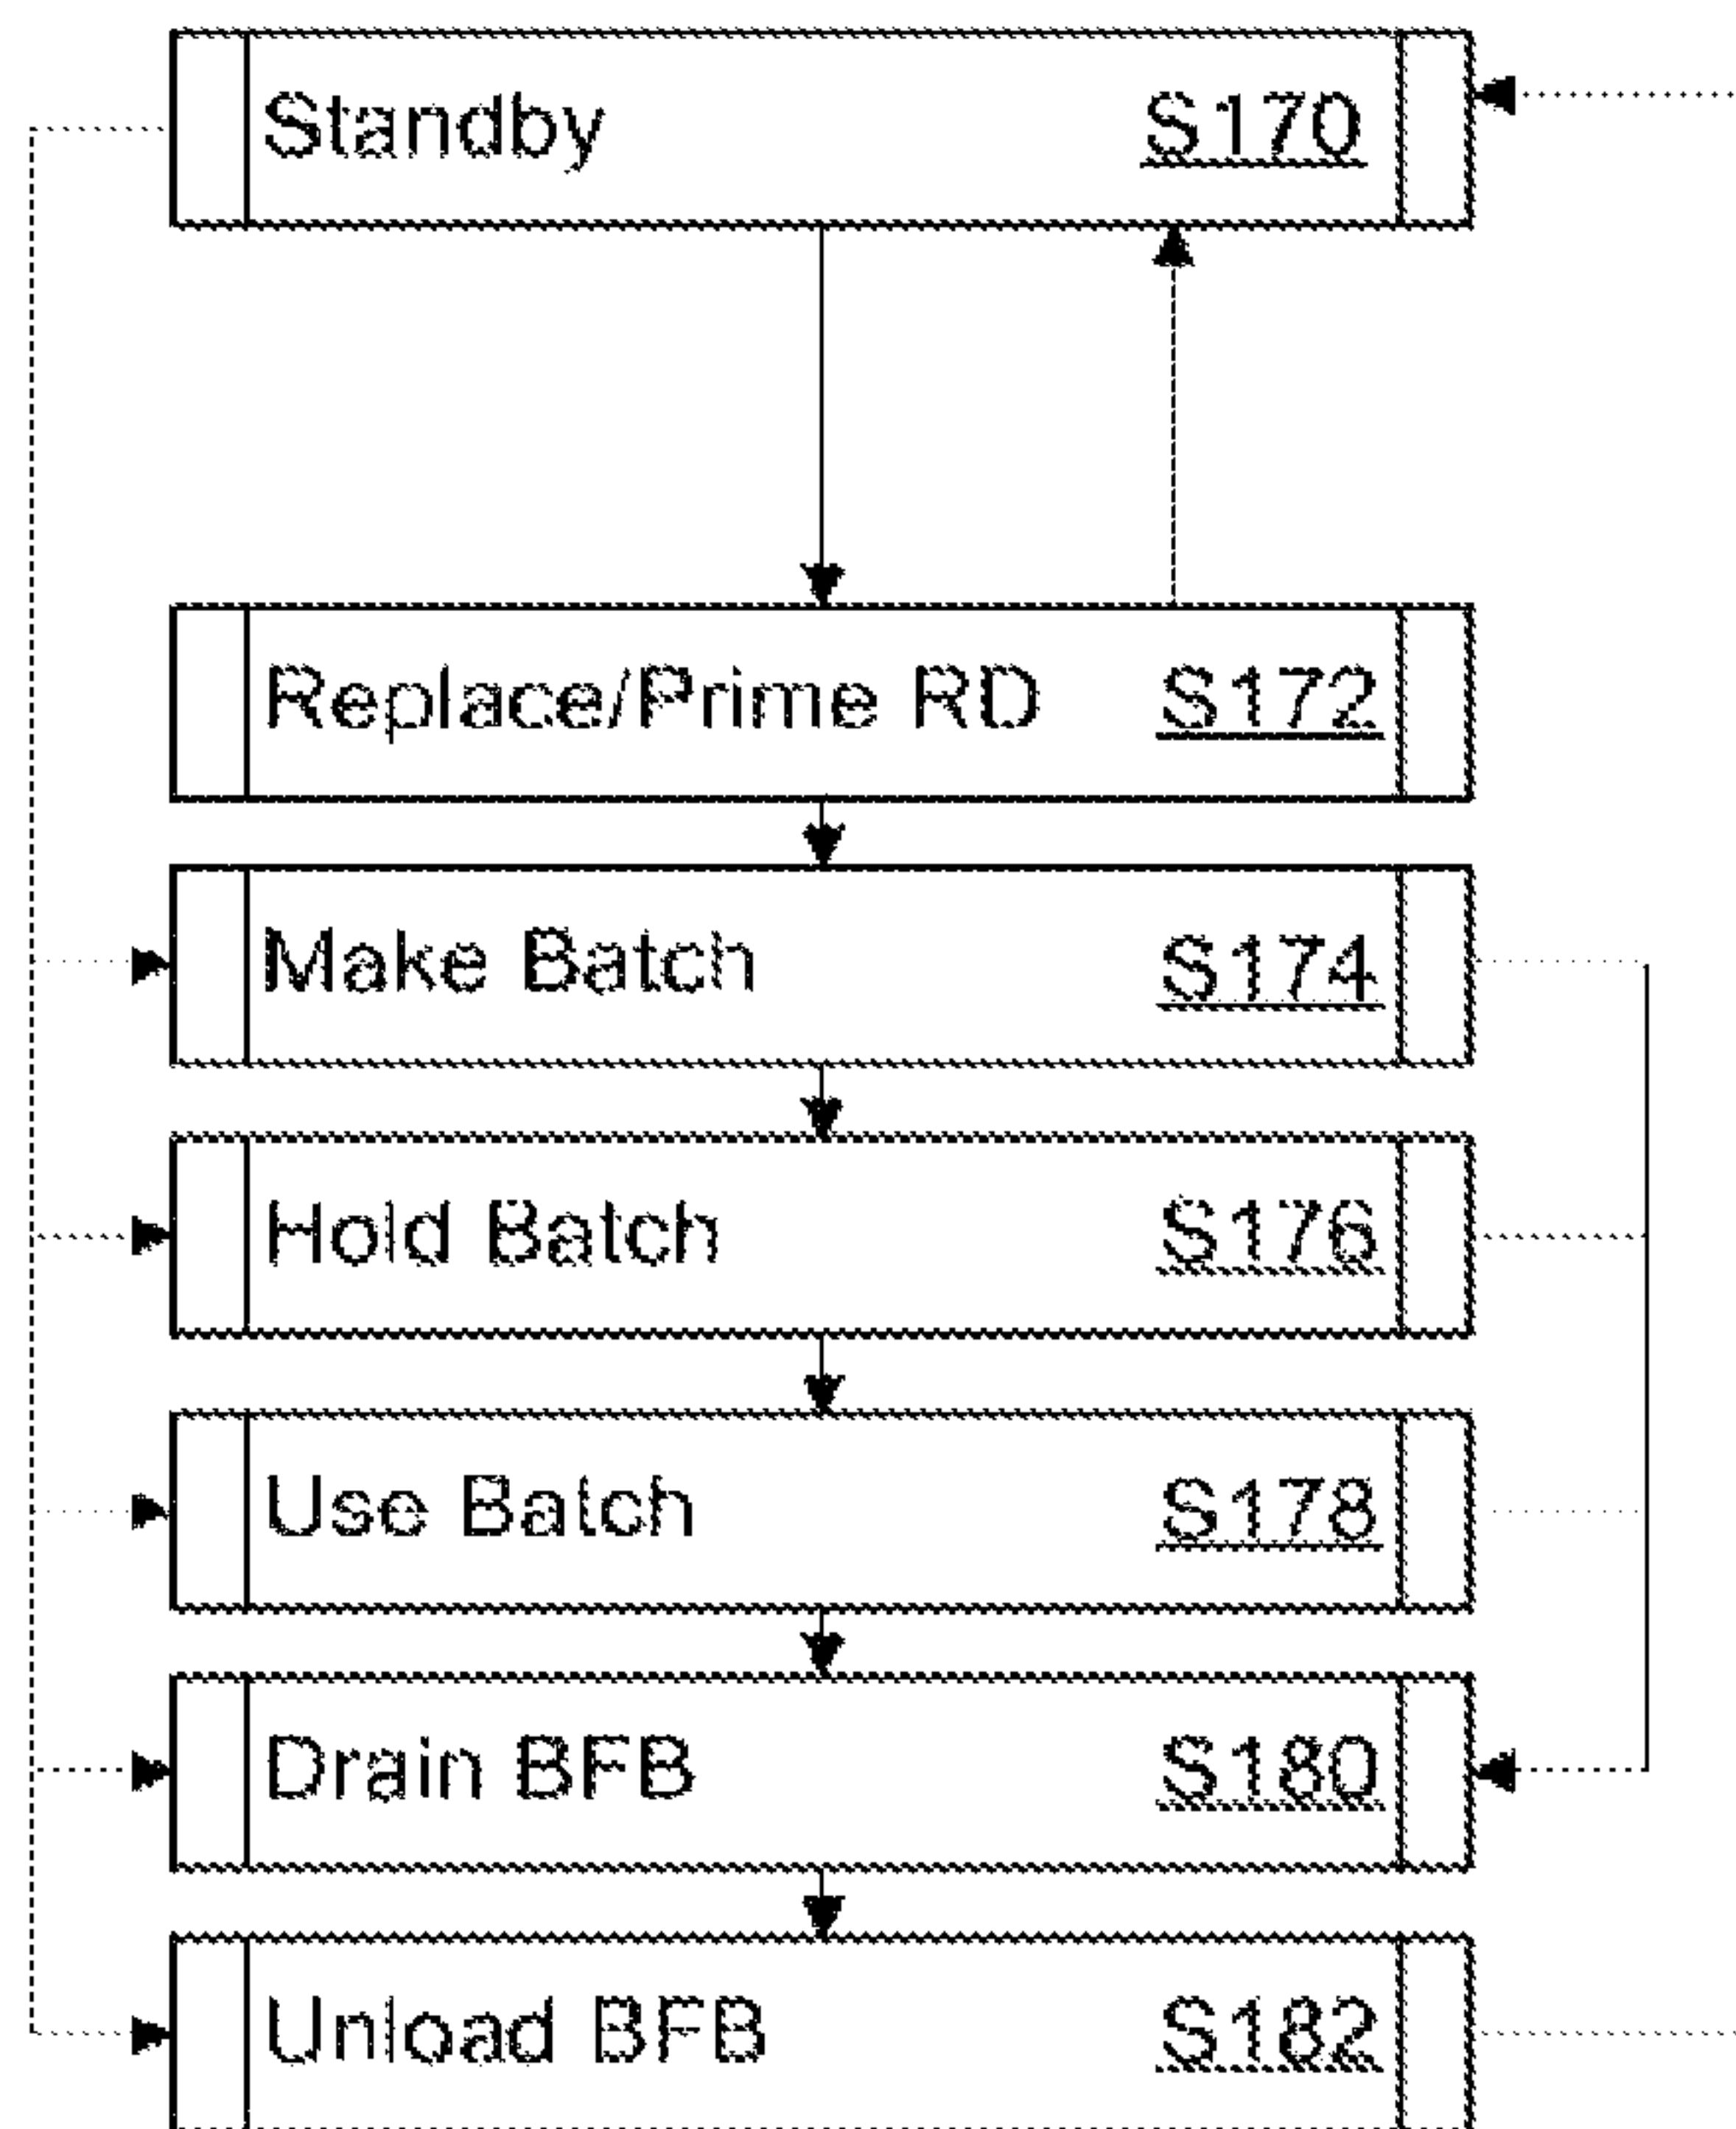 Standby S170
Replace/Prime RD S172
Make Batch S174
Hold Batch S176
Use Batch S178
Drain BFB S180
Unload BFB S182